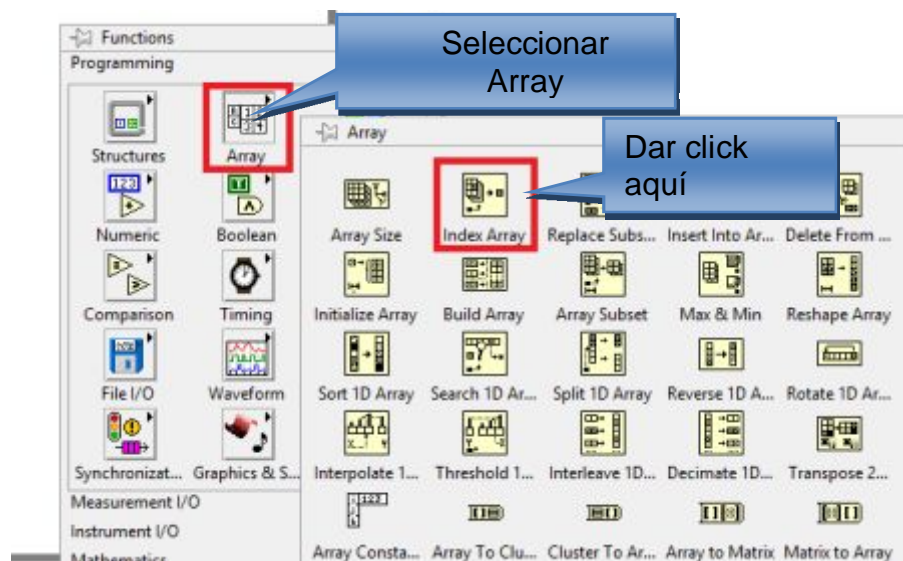 Functions
Programming
Seleccionar
Array
Structures
Array
Numeric
Boolean
Comparison
Timing
File I/O
Waveform
Synchronizat...
Graphics & S...
Measurement I/O
Instrument I/O
Mathematics
Array
Dar click
aquí
Array Size
Index Array
Replace Subs...
Insert Into Ar...
Delete From ...
Initialize Array
Build Array
Array Subset
Max & Min
Reshape Array
Sort 1D Array
Search 1D Ar...
Split 1D Array
Reverse 1D A...
Rotate 1D Ar...
Interpolate 1...
Threshold 1...
Interleave 1D...
Decimate 1D...
Transpose 2...
Array Consta...
Array To Clu...
Cluster To Ar...
Array to Matrix
Matrix to Array